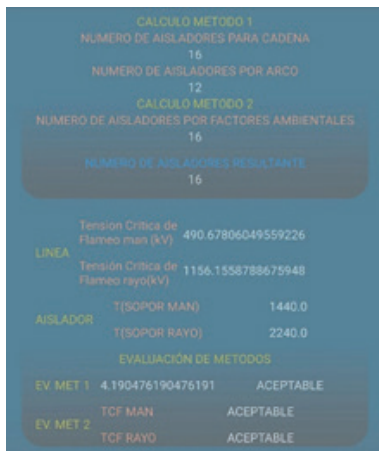 CALCULO METODO 1
NUMERO DE AISLADORES PARA CADENA
16
NUMERO DE AISLADORES POR ARCO
12
CALCULO METODO 2
NUMERO DE AISLADORES POR FACTORES AMBIENTALES
16
NUMERO DE AISLADORES RESULTANTE
16
LINEA
Tension Crítica de
Flameo man (kV) 490.67806049559226
Tensión Crítica de
Flameo rayo(kV) 1156.1558788675948
AISLADOR
T(SOPOR MAN) 1440.0
T(SOPOR RAYO) 2240.0
EVALUACIÓN DE METODOS
EV. MET 1 4.190476190476191 ACEPTABLE
EV. MET 2
TCF MAN ACEPTABLE
TCF RAYO ACEPTABLE